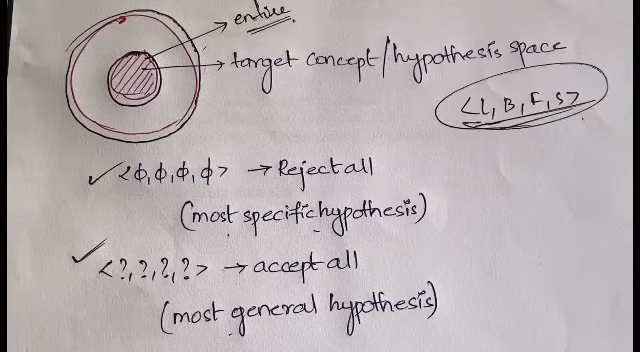 entire
target concept/hypothesis space
<L, B, F, S>
✓<ϕ, ϕ, ϕ, ϕ> → Reject all
(most specific hypothesis)
✓<?, ?, ?, ?> → accept all
(most general hypothesis)